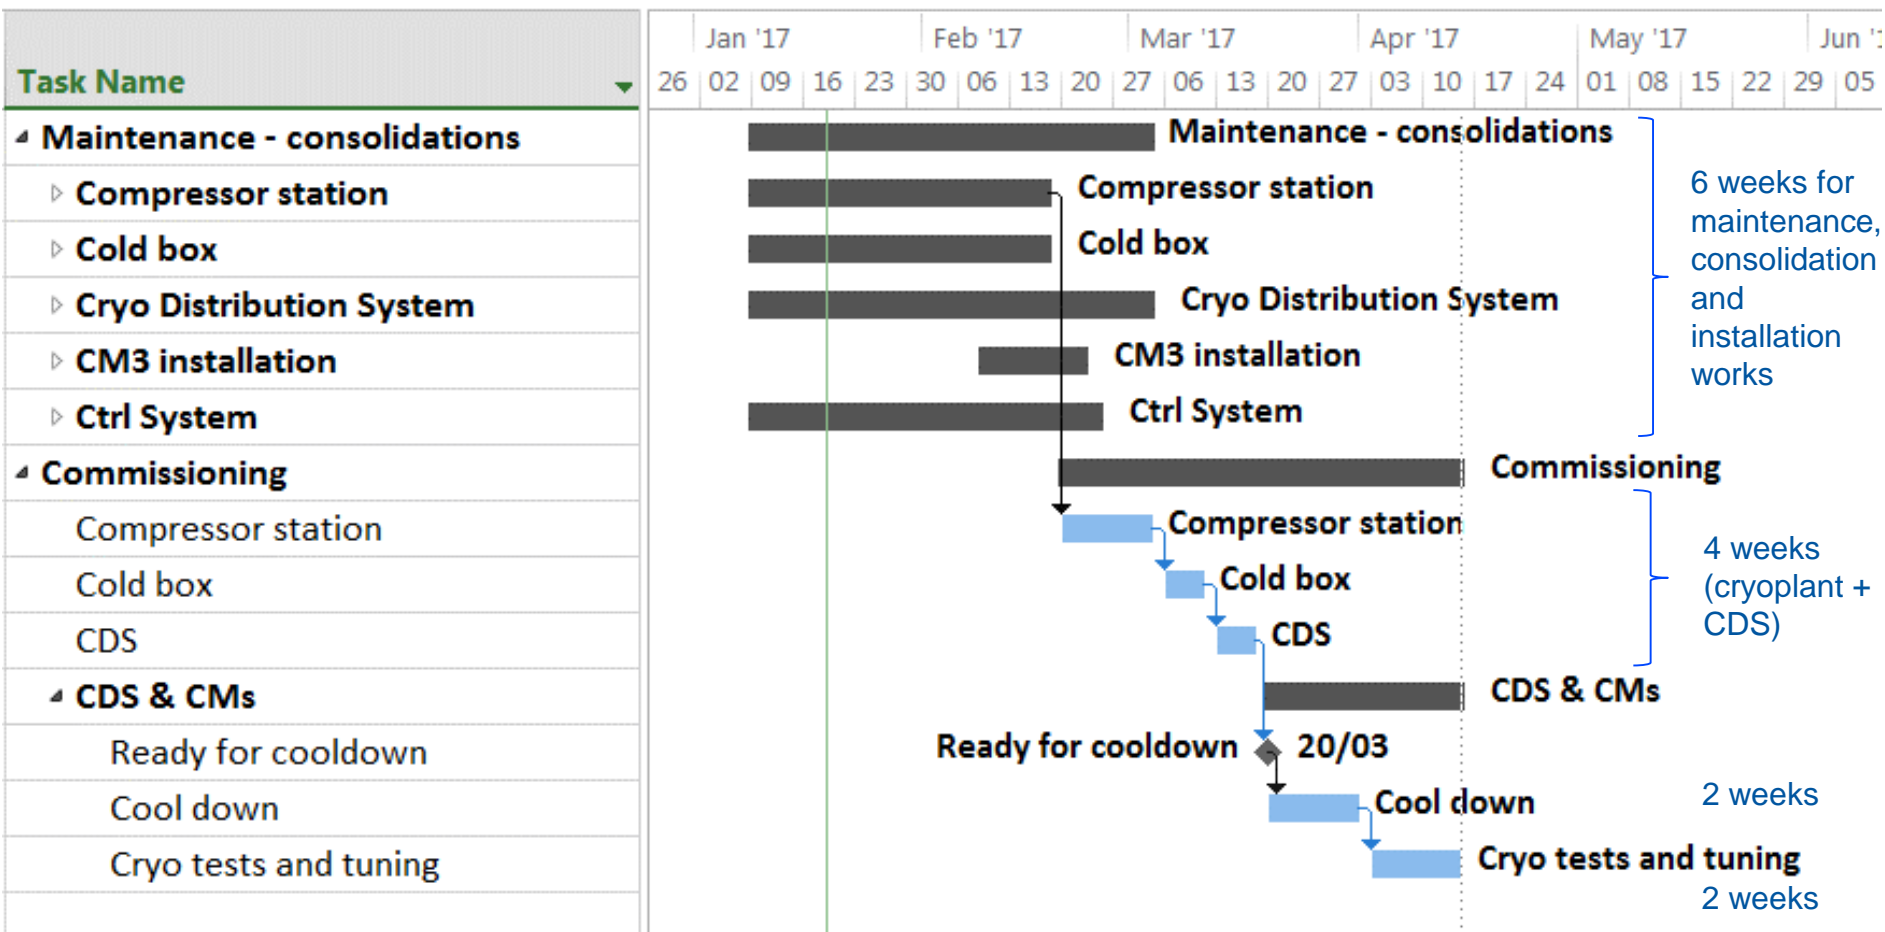 Jan '17 Feb '17 Mar '17 Apr '17 May '17 Jun '1
Task Name
26 02 09 16 23 30 06 13 20 27 06 13 20 27 03 10 17 24 01 08 15 22 29 05
Maintenance - consolidations
Maintenance - consolidations
Compressor station
Compressor station
Cold box
Cold box
Cryo Distribution System
Cryo Distribution System
CM3 installation
CM3 installation
Ctrl System
Ctrl System
6 weeks for
maintenance,
consolidation
and
installation
works
Commissioning
Commissioning
Compressor station
Compressor station
Cold box
Cold box
CDS
CDS
4 weeks
(cryoplant +
CDS)
CDS & CMs
CDS & CMs
Ready for cooldown
Ready for cooldown 20/03
Cool down
Cool down
2 weeks
Cryo tests and tuning
Cryo tests and tuning
2 weeks